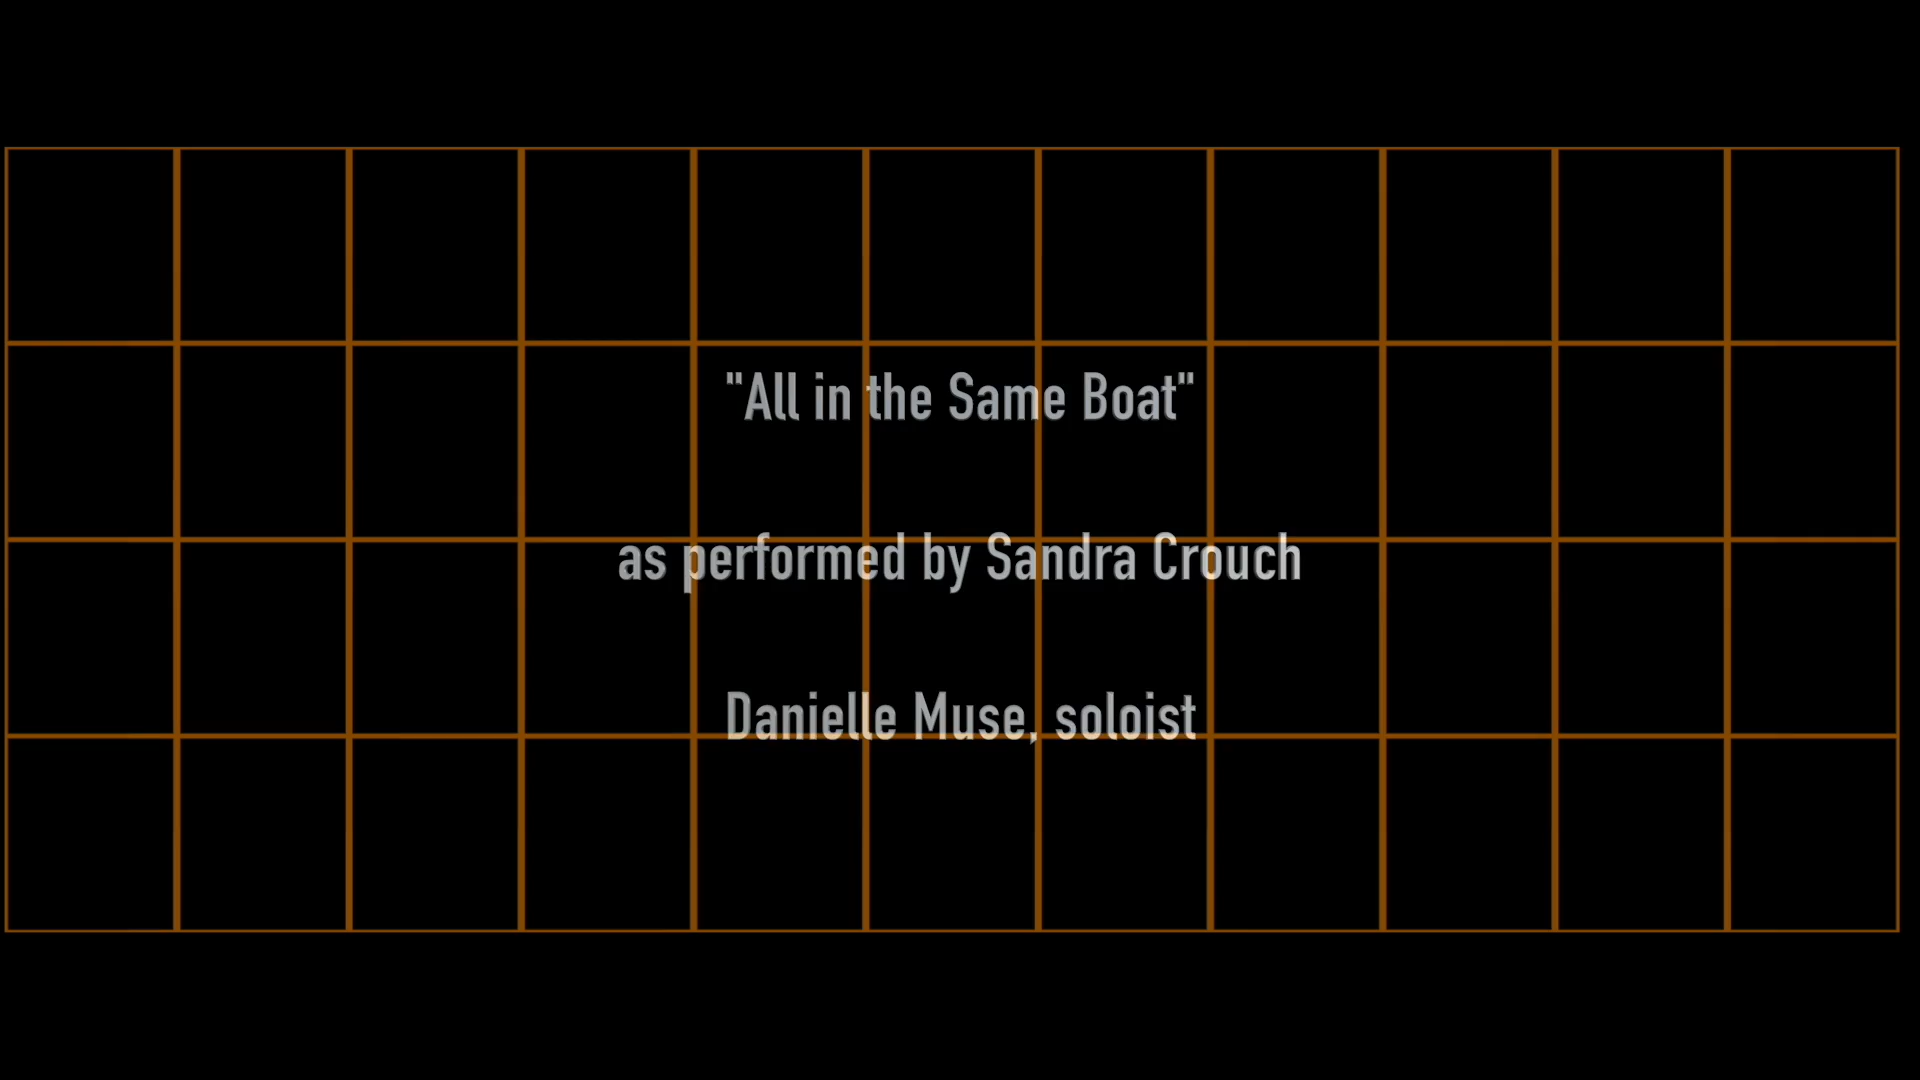 "All in the Same Boat"
as performed by Sandra Crouch
Danielle Muse, soloist